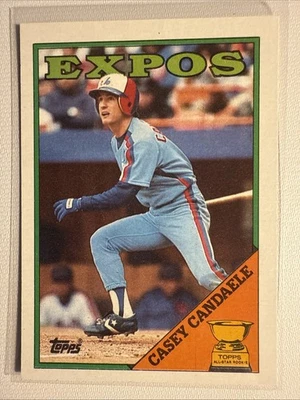 EXPOS
CASEY CANDAELE
Topps
TOPPS
ALL-STAR ROOKIE